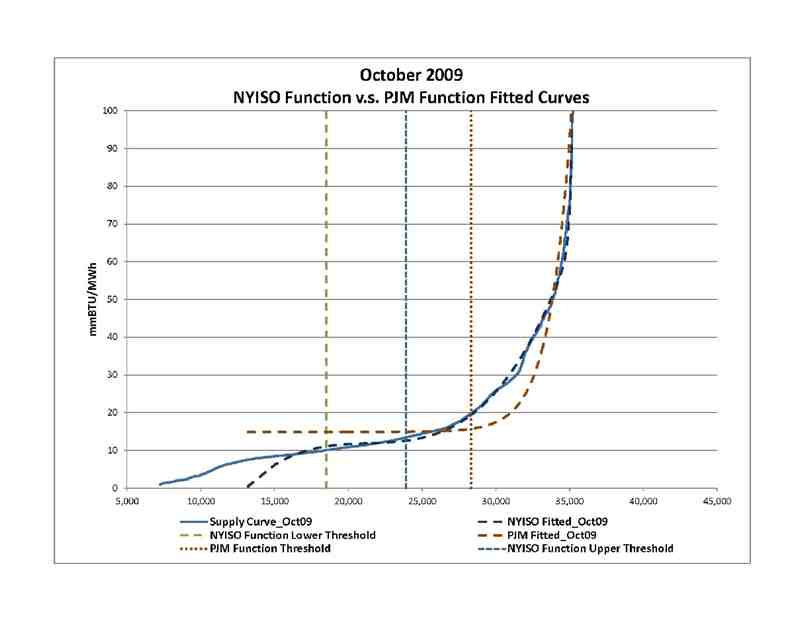 October 2009
NYISO Function v.s. PJM Function Fitted Curves
100
90
80
70
60
50
40
30
20
10
0
mmBTU/MWh
5,000 10,000 15,000 20,000 25,000 30,000 35,000 40,000 45,000
Supply Curve_Oct09 NYISO Fitted_Oct09
NYISO Function Lower Threshold PJM Fitted_Oct09
PJM Function Threshold NYISO Function Upper Threshold